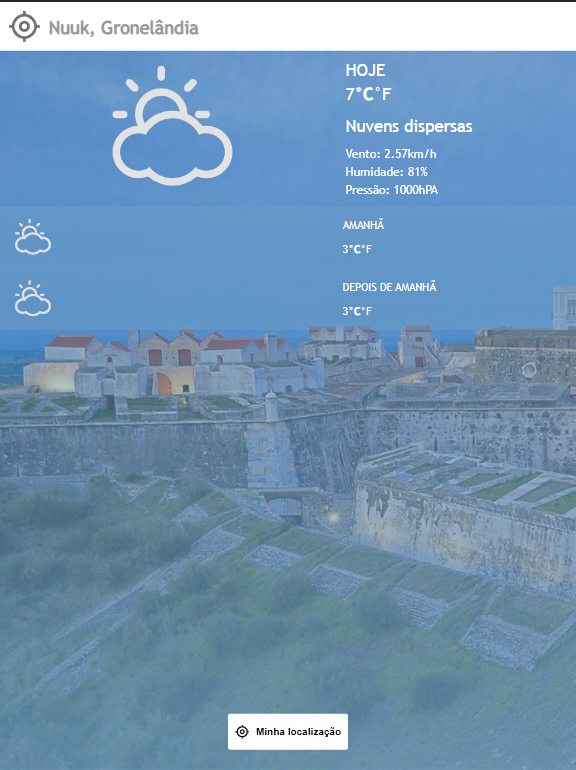 Nuuk, Gronelândia
HOJE
7°C°F
Nuvens dispersas
Vento: 2.57km/h
Humidade: 81%
Pressão: 1000hPA
AMANHÃ
3°C°F
DEPOIS DE AMANHÃ
3°C°F
Minha localização